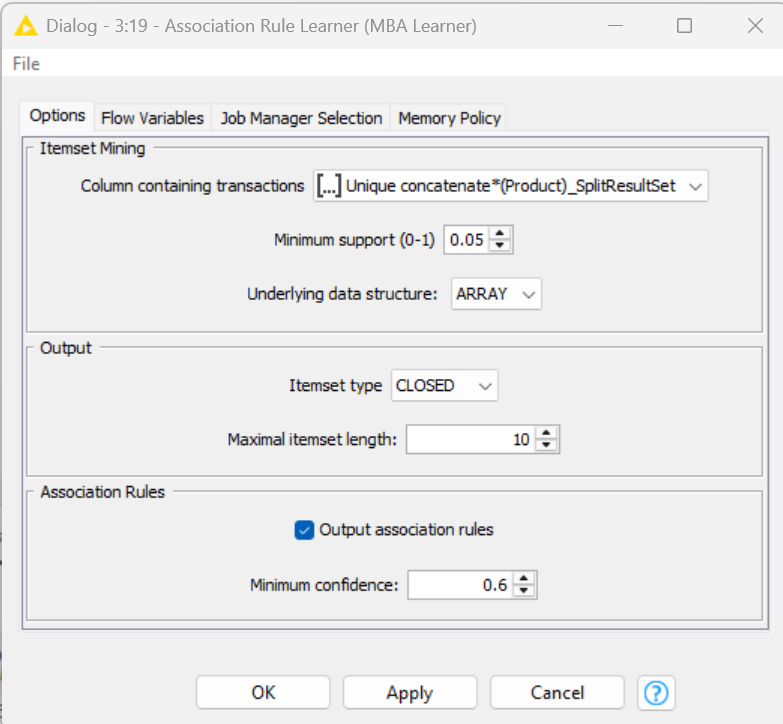 Dialog - 3:19 - Association Rule Learner (MBA Learner)
File
Options Flow Variables Job Manager Selection Memory Policy
Itemset Mining
Column containing transactions [...] Unique concatenate*(Product)_SplitResultSet
Minimum support (0-1) 0.05
Underlying data structure: ARRAY
Output
Itemset type CLOSED
Maximal itemset length: 10
Association Rules
Output association rules
Minimum confidence: 0.6
OK Apply Cancel ?